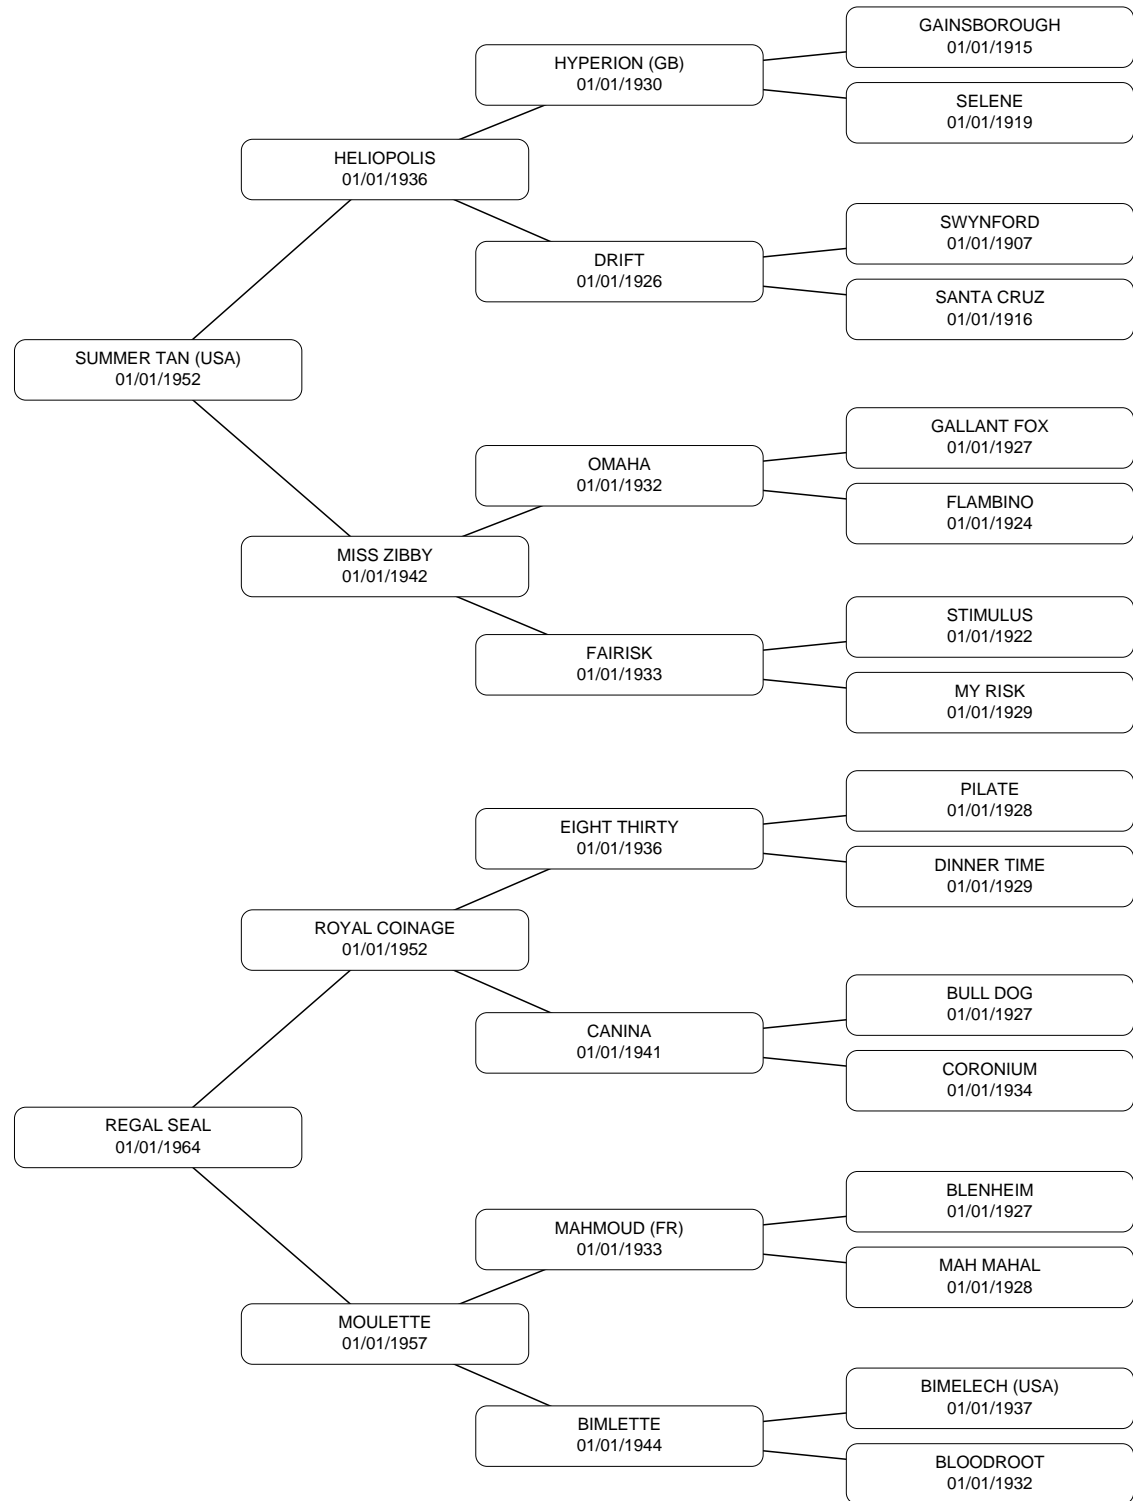 GAINSBOROUGH
01/01/1915
HYPERION (GB)
01/01/1930
SELENE
01/01/1919
HELIOPOLIS
01/01/1936
SWYNFORD
01/01/1907
DRIFT
01/01/1926
SANTA CRUZ
01/01/1916
SUMMER TAN (USA)
01/01/1952
GALLANT FOX
01/01/1927
OMAHA
01/01/1932
FLAMBINO
01/01/1924
MISS ZIBBY
01/01/1942
STIMULUS
01/01/1922
FAIRISK
01/01/1933
MY RISK
01/01/1929
PILATE
01/01/1928
EIGHT THIRTY
01/01/1936
DINNER TIME
01/01/1929
ROYAL COINAGE
01/01/1952
BULL DOG
01/01/1927
CANINA
01/01/1941
CORONIUM
01/01/1934
REGAL SEAL
01/01/1964
BLENHEIM
01/01/1927
MAHMOUD (FR)
01/01/1933
MAH MAHAL
01/01/1928
MOULETTE
01/01/1957
BIMELECH (USA)
01/01/1937
BIMLETTE
01/01/1944
BLOODROOT
01/01/1932